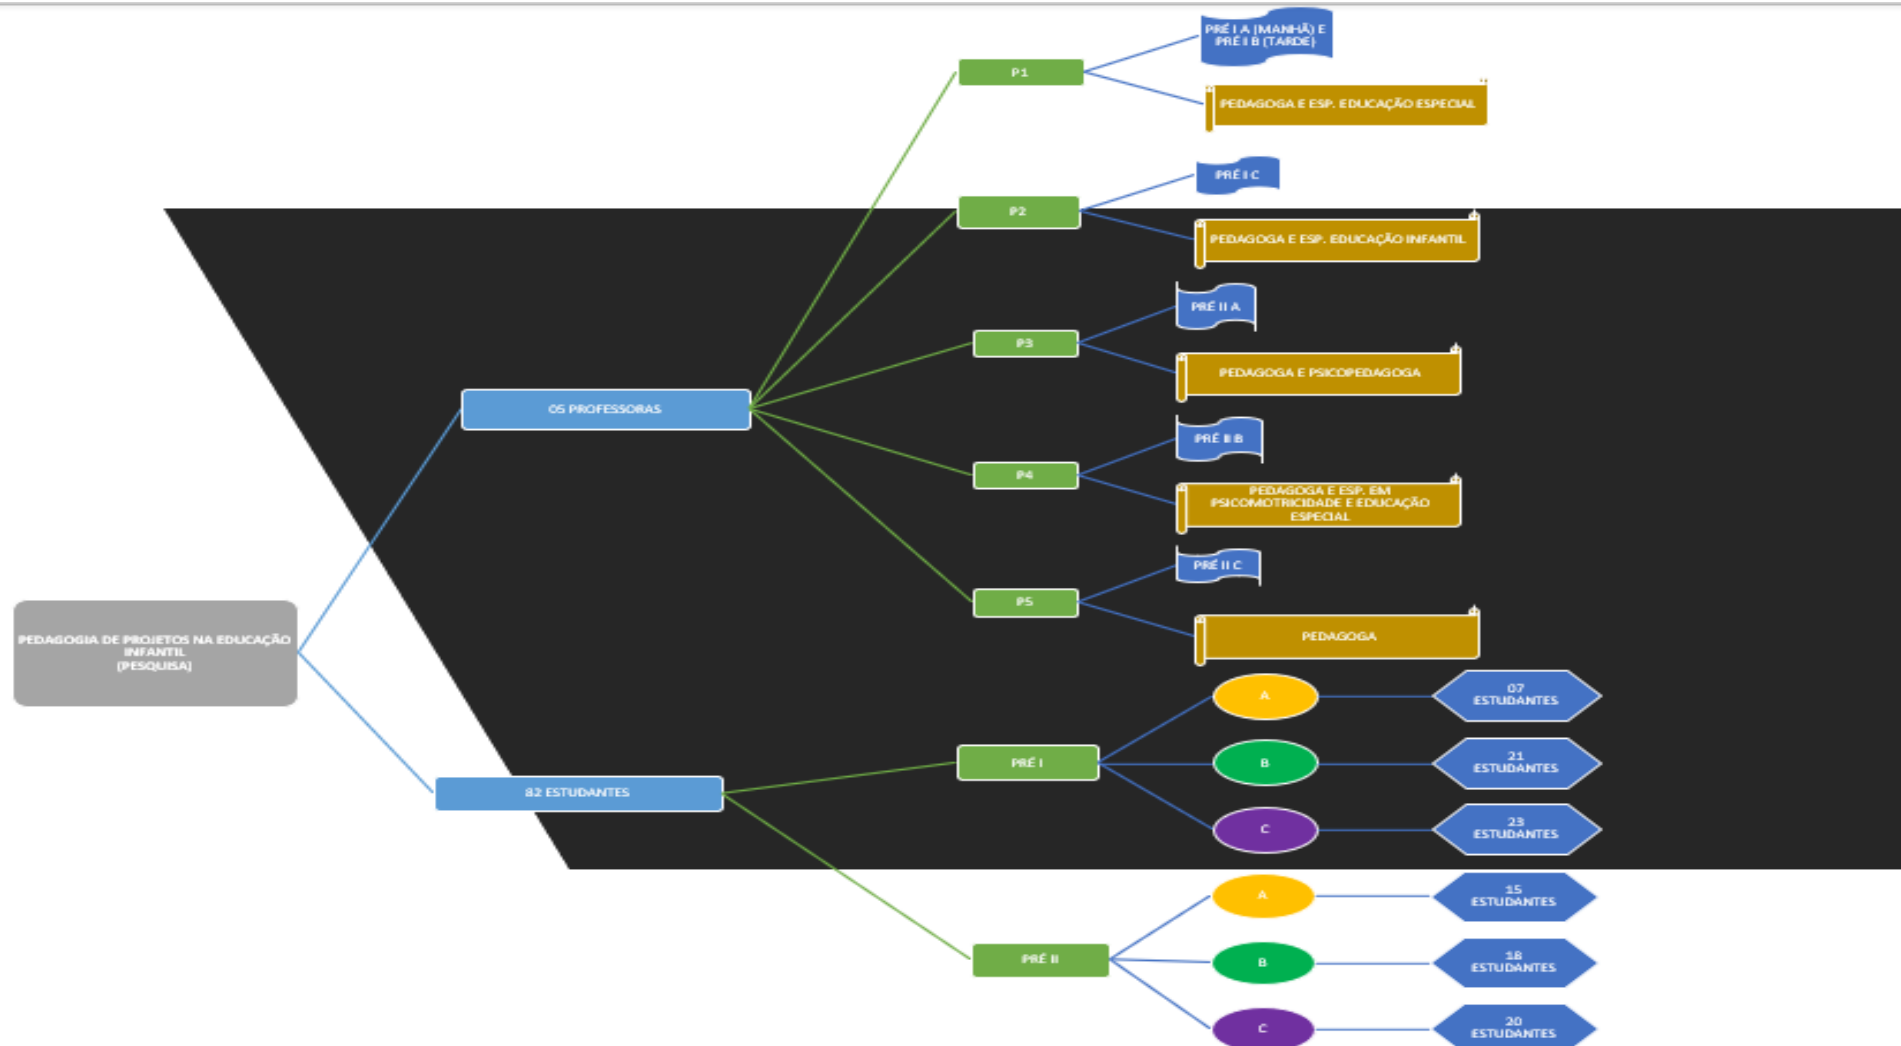 PRÉ I A (MANHÃ) E
PRÉ I B (TARDE)
P1
PEDAGOGA E ESP. EDUCAÇÃO ESPECIAL
PRÉ I C
P2
PEDAGOGA E ESP. EDUCAÇÃO INFANTIL
PRÉ II A
P3
PEDAGOGA E PSICOPEDAGOGA
05 PROFESSORAS
PRÉ II B
P4
PEDAGOGA E ESP. EM
PSICOMOTRICIDADE E EDUCAÇÃO
ESPECIAL
PRÉ II C
P5
PEDAGOGA
PEDAGOGIA DE PROJETOS NA EDUCAÇÃO
INFANTIL
(PESQUISA)
82 ESTUDANTES
PRÉ I
A
07
ESTUDANTES
B
21
ESTUDANTES
C
23
ESTUDANTES
PRÉ II
A
15
ESTUDANTES
B
18
ESTUDANTES
C
20
ESTUDANTES